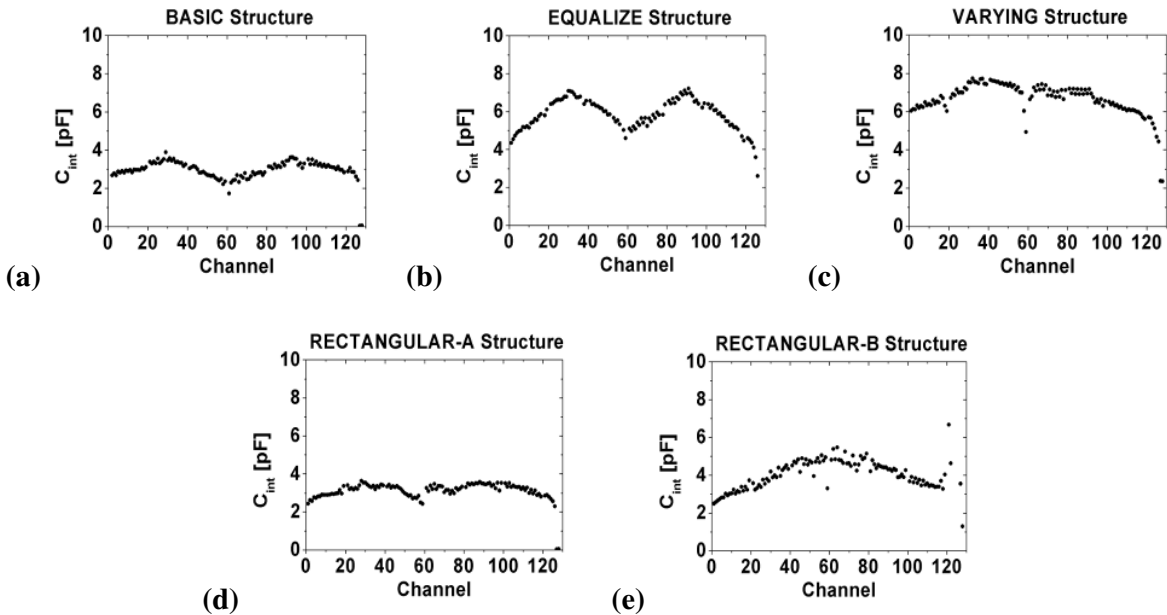 BASIC Structure
10
8
6
4
2
0
C_int [pF]
0 20 40 60 80 100 120
Channel
(a)
EQUALIZE Structure
10
8
6
4
2
0
C_int [pF]
0 20 40 60 80 100 120
Channel
(b)
VARYING Structure
10
8
6
4
2
0
C_int [pF]
0 20 40 60 80 100 120
Channel
(c)
RECTANGULAR-A Structure
10
8
6
4
2
0
C_int [pF]
0 20 40 60 80 100 120
Channel
(d)
RECTANGULAR-B Structure
10
8
6
4
2
0
C_int [pF]
0 20 40 60 80 100 120
Channel
(e)